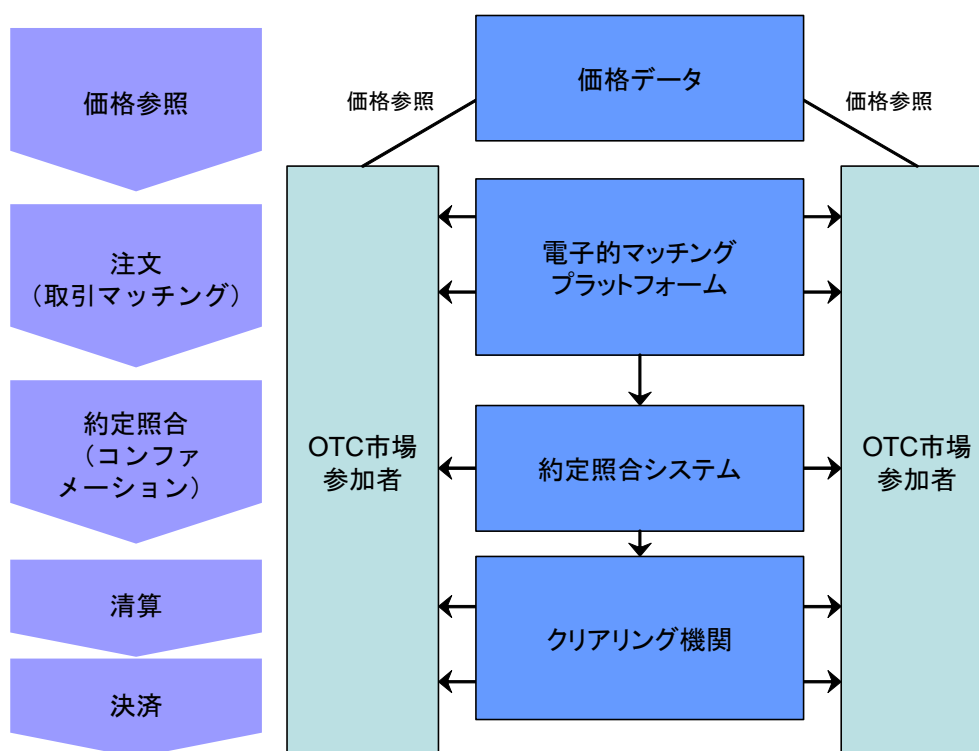 価格参照
注文
（取引マッチング）
約定照合
（コンファ
メーション）
清算
決済
価格データ
価格参照
価格参照
OTC市場
参加者
電子的マッチング
プラットフォーム
約定照合システム
クリアリング機関
OTC市場
参加者